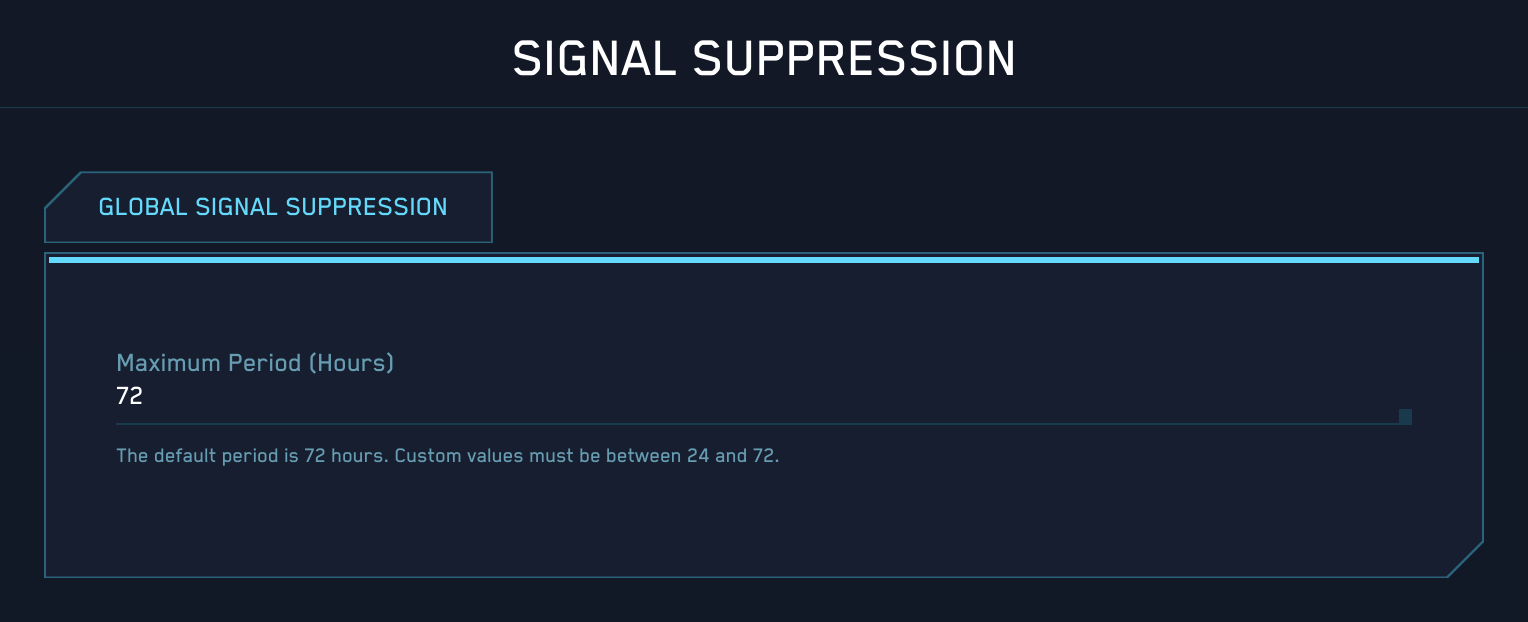 SIGNAL SUPPRESSION
GLOBAL SIGNAL SUPPRESSION
Maximum Period (Hours)
72
The default period is 72 hours. Custom values must be between 24 and 72.